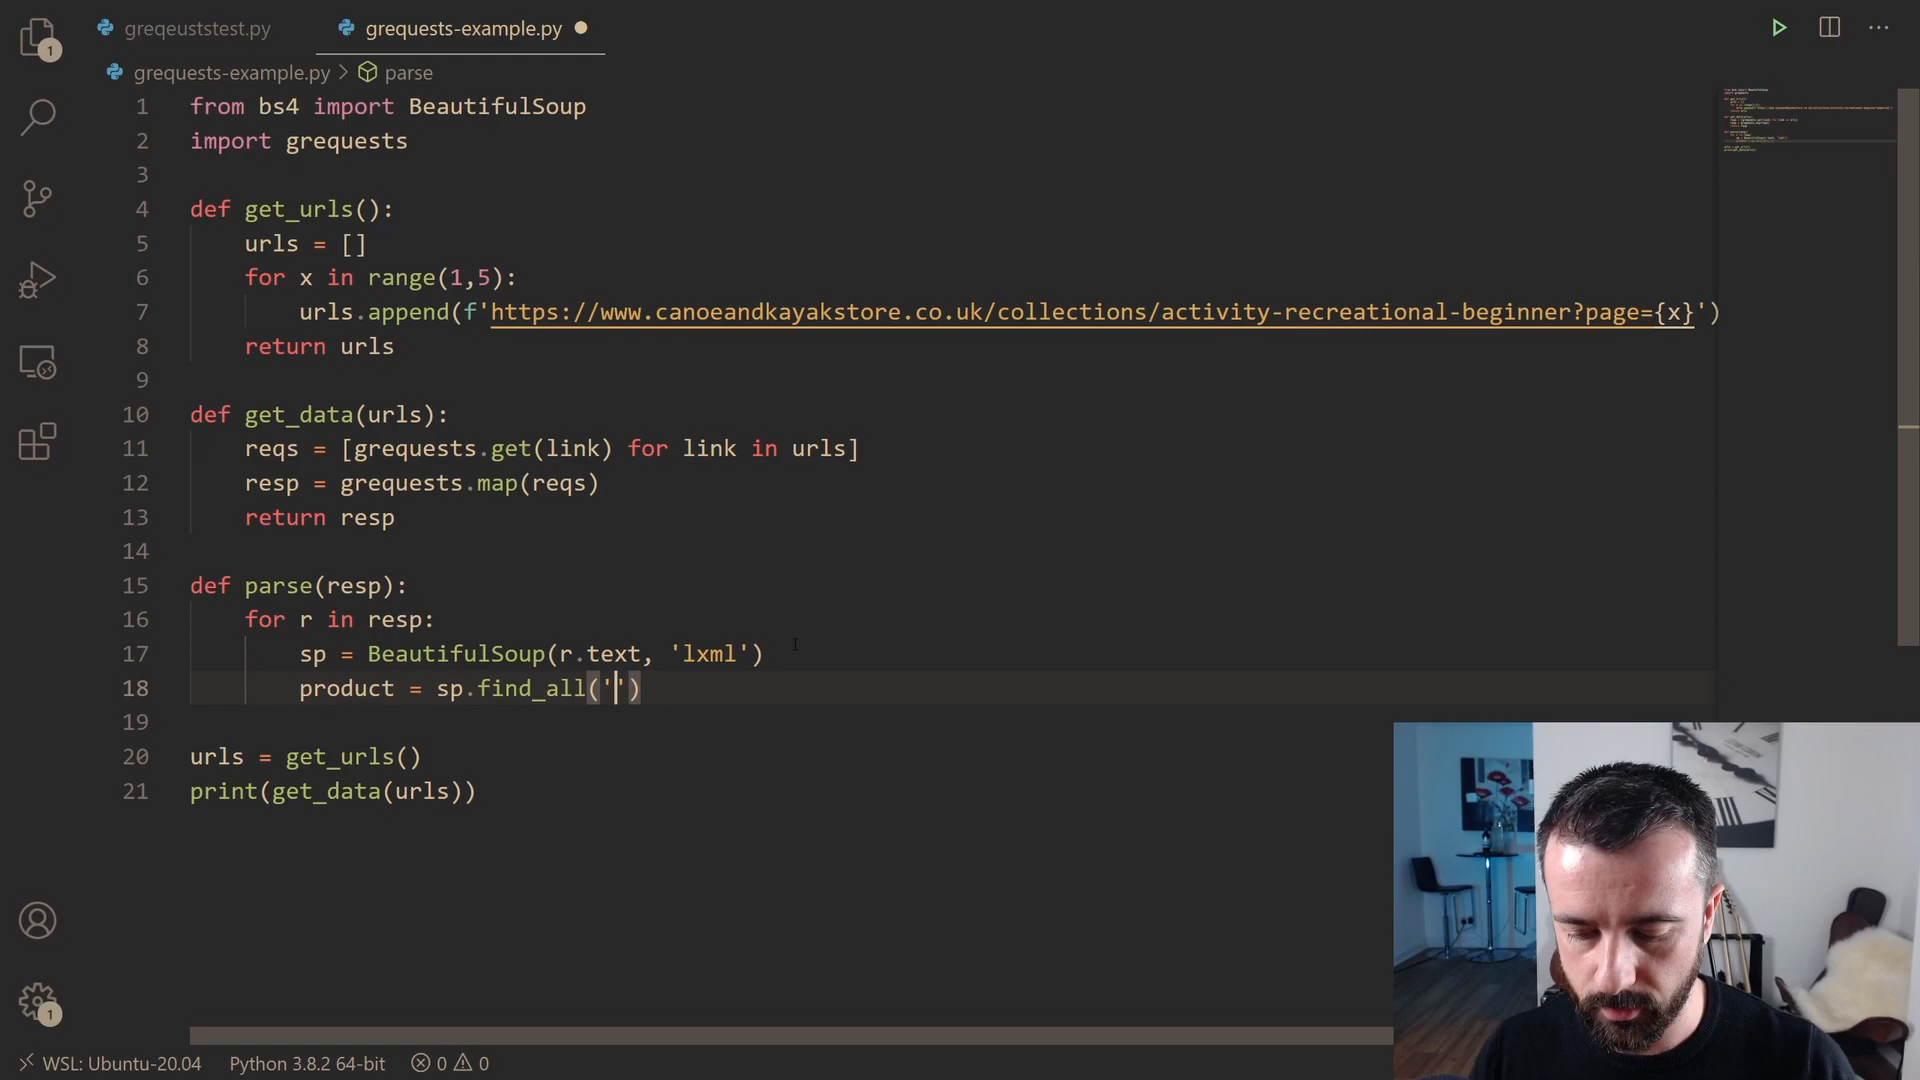 greqeuststest.py
grequests-example.py
grequests-example.py > parse
1 from bs4 import BeautifulSoup
2 import grequests
3
4 def get_urls():
5 urls = []
6 for x in range(1,5):
7 urls.append(f'https://www.canoeandkayakstore.co.uk/collections/activity-recreational-beginner?page={x}')
8 return urls
9
10 def get_data(urls):
11 reqs = [grequests.get(link) for link in urls]
12 resp = grequests.map(reqs)
13 return resp
14
15 def parse(resp):
16 for r in resp:
17 sp = BeautifulSoup(r.text, 'lxml')
18 product = sp.find_all('')
19
20 urls = get_urls()
21 print(get_data(urls))
1
1
WSL: Ubuntu-20.04 Python 3.8.2 64-bit 0 0